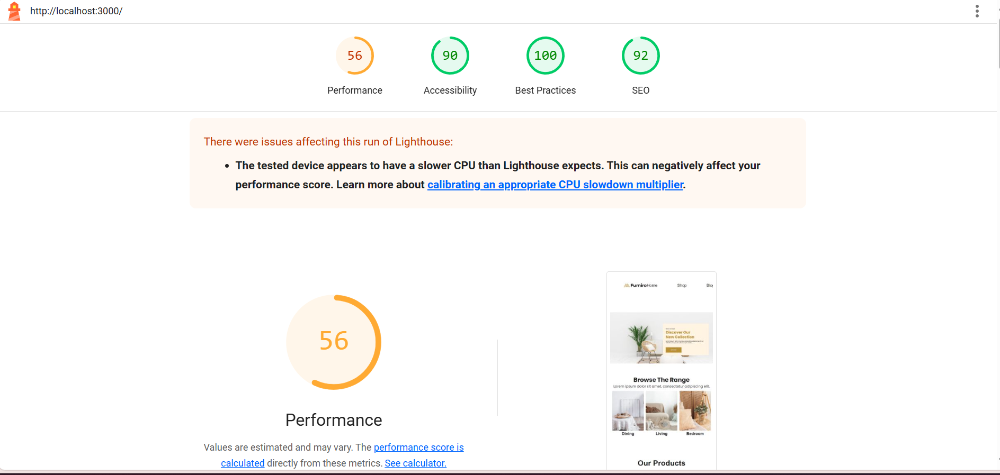 http://localhost:3000/
56
90
100
92
Performance
Accessibility
Best Practices
SEO
There were issues affecting this run of Lighthouse:
The tested device appears to have a slower CPU than Lighthouse expects. This can negatively affect your
performance score. Learn more about calibrating an appropriate CPU slowdown multiplier.
56
Performance
Values are estimated and may vary. The performance score is
calculated directly from these metrics. See calculator.
Furniro Home Shop Blog
Discover Our
New Collection
Browse The Range
Lorem ipsum dolor sit amet, consectetur adipiscing elit.
Dining Living Bedroom
Our Products